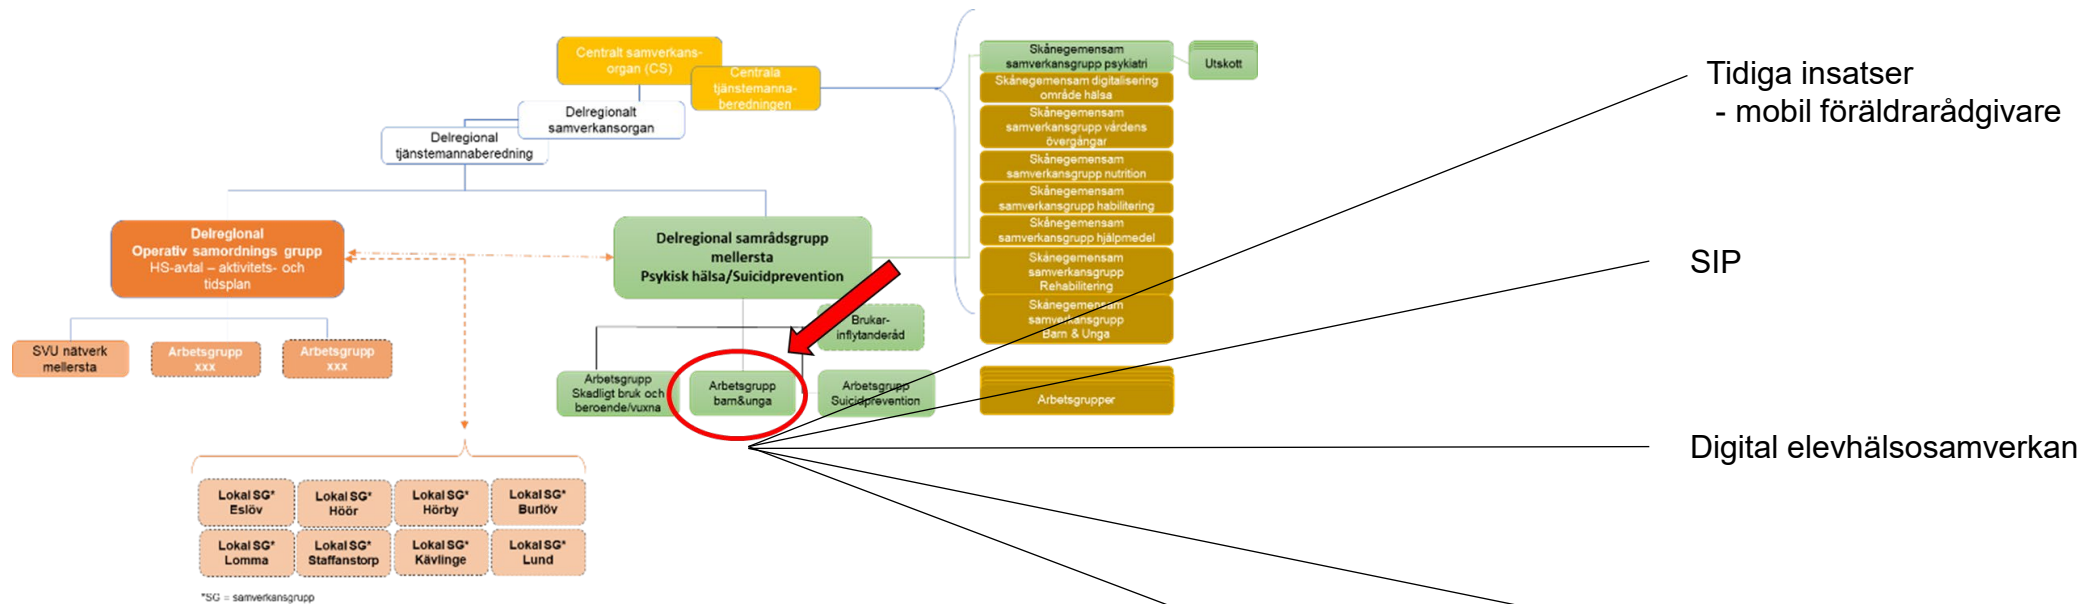 Centralt samverkans-
organ (CS)
Centrala
tjänstemanna-
beredningen
Delregionalt
samverkansorgan
Delregional
tjänstemannaberedning
Skånegemensam
samverkansgrupp psykiatri
Utskott
Skånegemensam digitalisering
område hälsa
Skånegemensam
samverkansgrupp vårdens
övergångar
Skånegemensam
samverkansgrupp nutrition
Skånegemensam
samverkansgrupp habilitering
Skånegemensam
samverkansgrupp hjälpmedel
Skånegemensam
samverkansgrupp
Rehabilitering
Skånegemensam
samverkansgrupp
Barn & Unga
Arbetsgrupper
Delregional
Operativ samordnings grupp
HS-avtal – aktivitets- och
tidsplan
Delregional samrådsgrupp
mellersta
Psykisk hälsa/Suicidprevention
Brukar-
inflytanderåd
SVU nätverk
mellersta
Arbetsgrupp
xxx
Arbetsgrupp
xxx
Arbetsgrupp
Skadligt bruk och
beroende/vuxna
Arbetsgrupp
barn&unga
Arbetsgrupp
Suicidprevention
Lokal SG*
Eslöv
Lokal SG*
Höör
Lokal SG*
Hörby
Lokal SG*
Burlöv
Lokal SG*
Lomma
Lokal SG*
Staffanstorp
Lokal SG*
Kävlinge
Lokal SG*
Lund
*SG = samverkansgrupp
Tidiga insatser
- mobil föräldrarådgivare
SIP
Digital elevhälsosamverkan